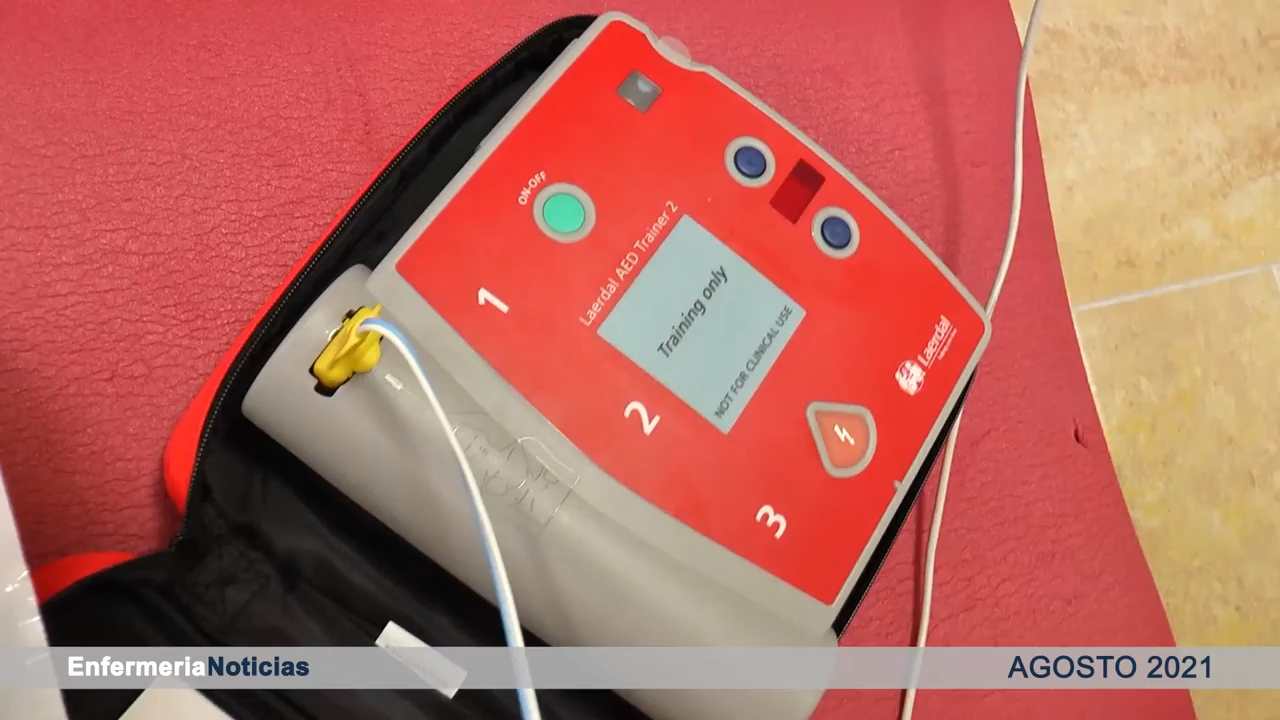 ON-OFF
1
Laerdal AED Trainer 2
Training only
NOT FOR CLINICAL USE
2
Laerdal
3
EnfermeriaNoticias
AGOSTO 2021